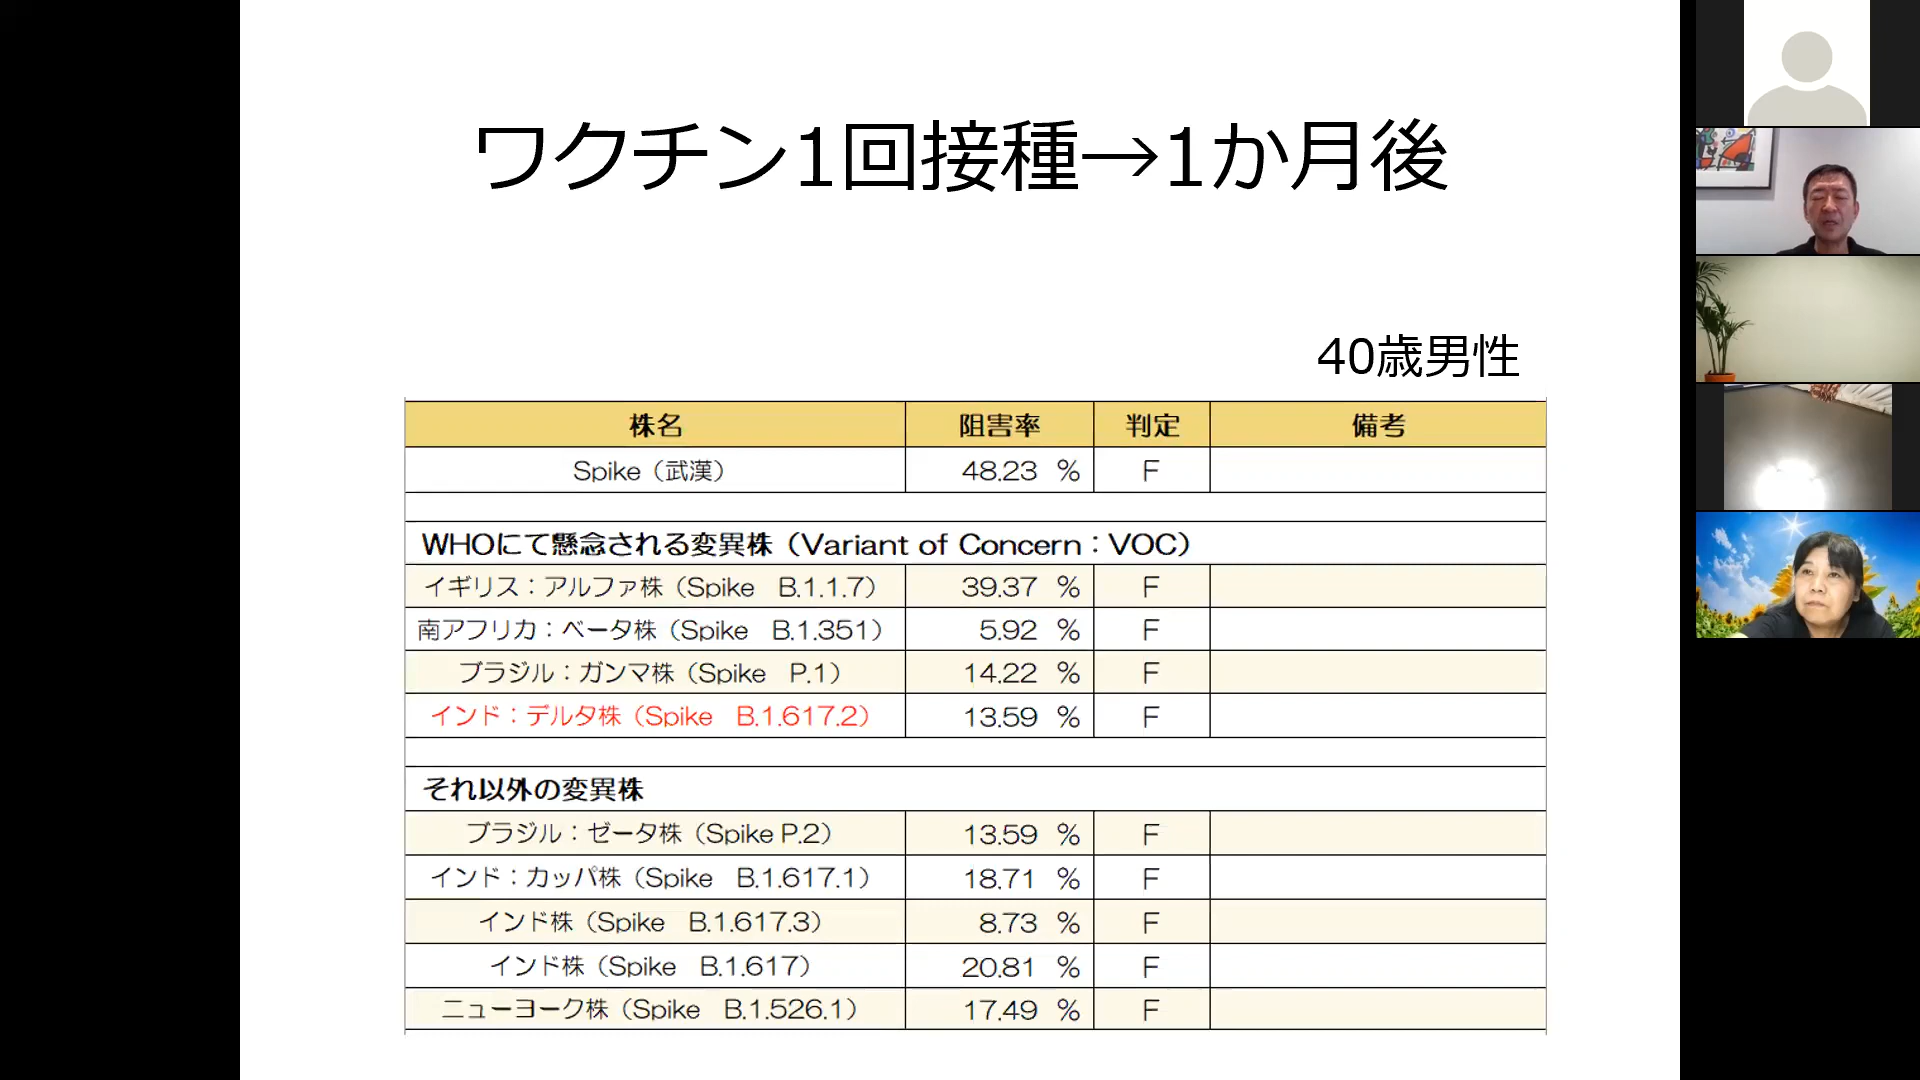 ワクチン1回接種→1か月後
40歳男性
株名 阻害率 判定 備考
Spike（武漢） 48.23 % F
WHOにて懸念される変異株（Variant of Concern：VOC）
イギリス：アルファ株（Spike B.1.1.7） 39.37 % F
南アフリカ：ベータ株（Spike B.1.351） 5.92 % F
ブラジル：ガンマ株（Spike P.1） 14.22 % F
インド：デルタ株（Spike B.1.617.2） 13.59 % F
それ以外の変異株
ブラジル：ゼータ株（Spike P.2） 13.59 % F
インド：カッパ株（Spike B.1.617.1） 18.71 % F
インド株（Spike B.1.617.3） 8.73 % F
インド株（Spike B.1.617） 20.81 % F
ニューヨーク株（Spike B.1.526.1） 17.49 % F